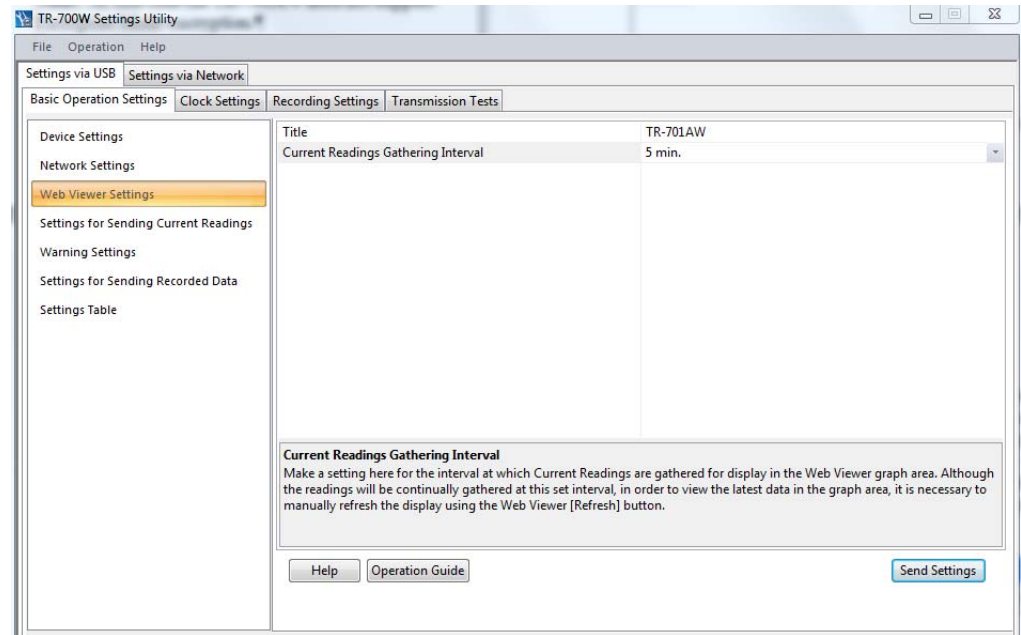 TR-700W Settings Utility
File Operation Help
Settings via USB Settings via Network
Basic Operation Settings Clock Settings Recording Settings Transmission Tests
Device Settings
Network Settings
Web Viewer Settings
Settings for Sending Current Readings
Warning Settings
Settings for Sending Recorded Data
Settings Table
Title TR-701AW
Current Readings Gathering Interval 5 min.
Current Readings Gathering Interval
Make a setting here for the interval at which Current Readings are gathered for display in the Web Viewer graph area. Although
the readings will be continually gathered at this set interval, in order to view the latest data in the graph area, it is necessary to
manually refresh the display using the Web Viewer [Refresh] button.
Help Operation Guide Send Settings